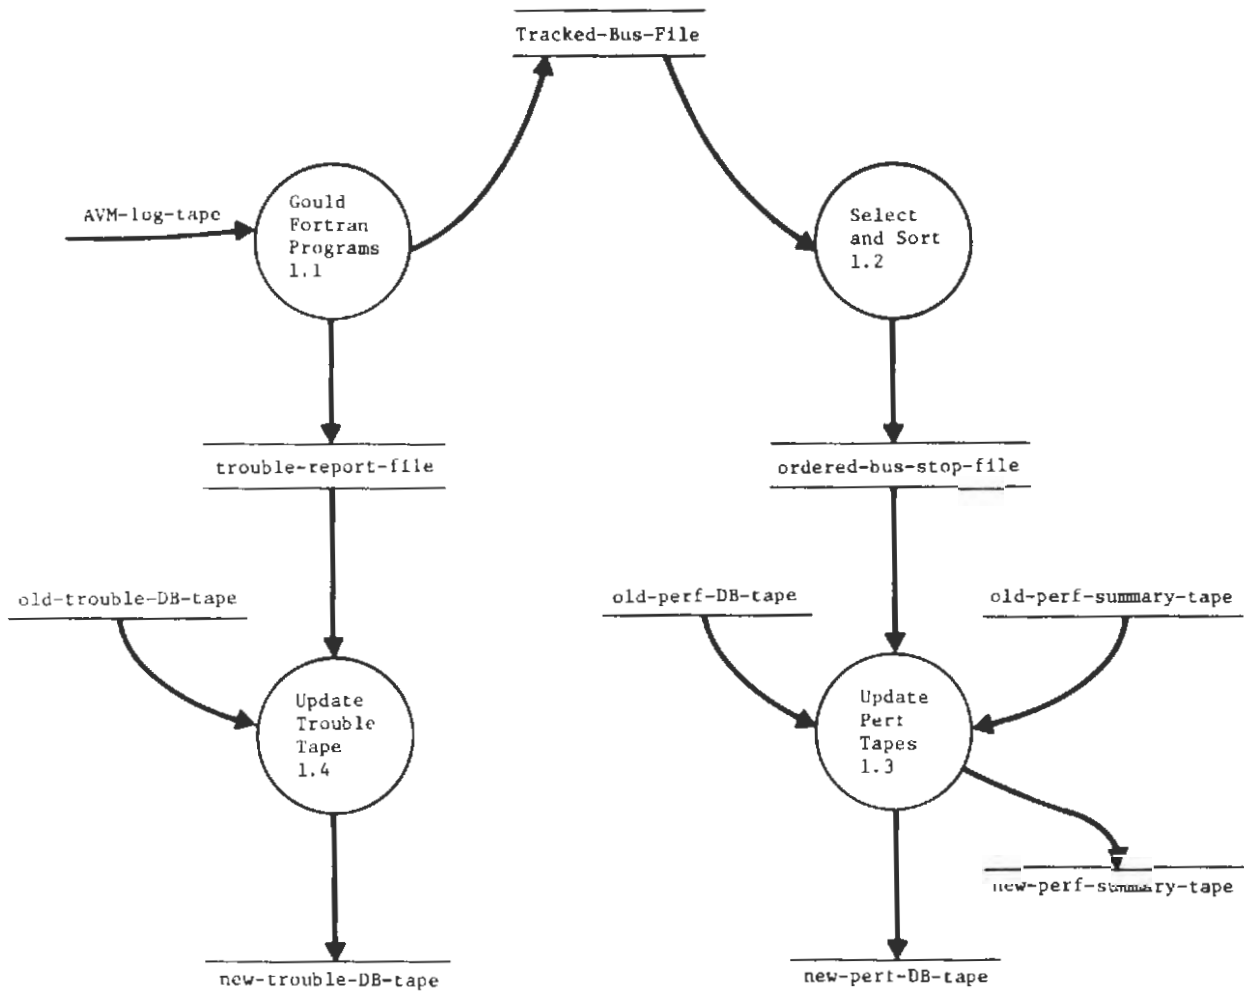 Tracked-Bus-File
AVM-log-tape
Gould
Fortran
Programs
1.1
Select
and Sort
1.2
trouble-report-file
ordered-bus-stop-file
old-trouble-DB-tape
old-perf-DB-tape
old-perf-summary-tape
Update
Trouble
Tape
1.4
Update
Perf
Tapes
1.3
new-perf-summary-tape
new-trouble-DB-tape
new-perf-DB-tape